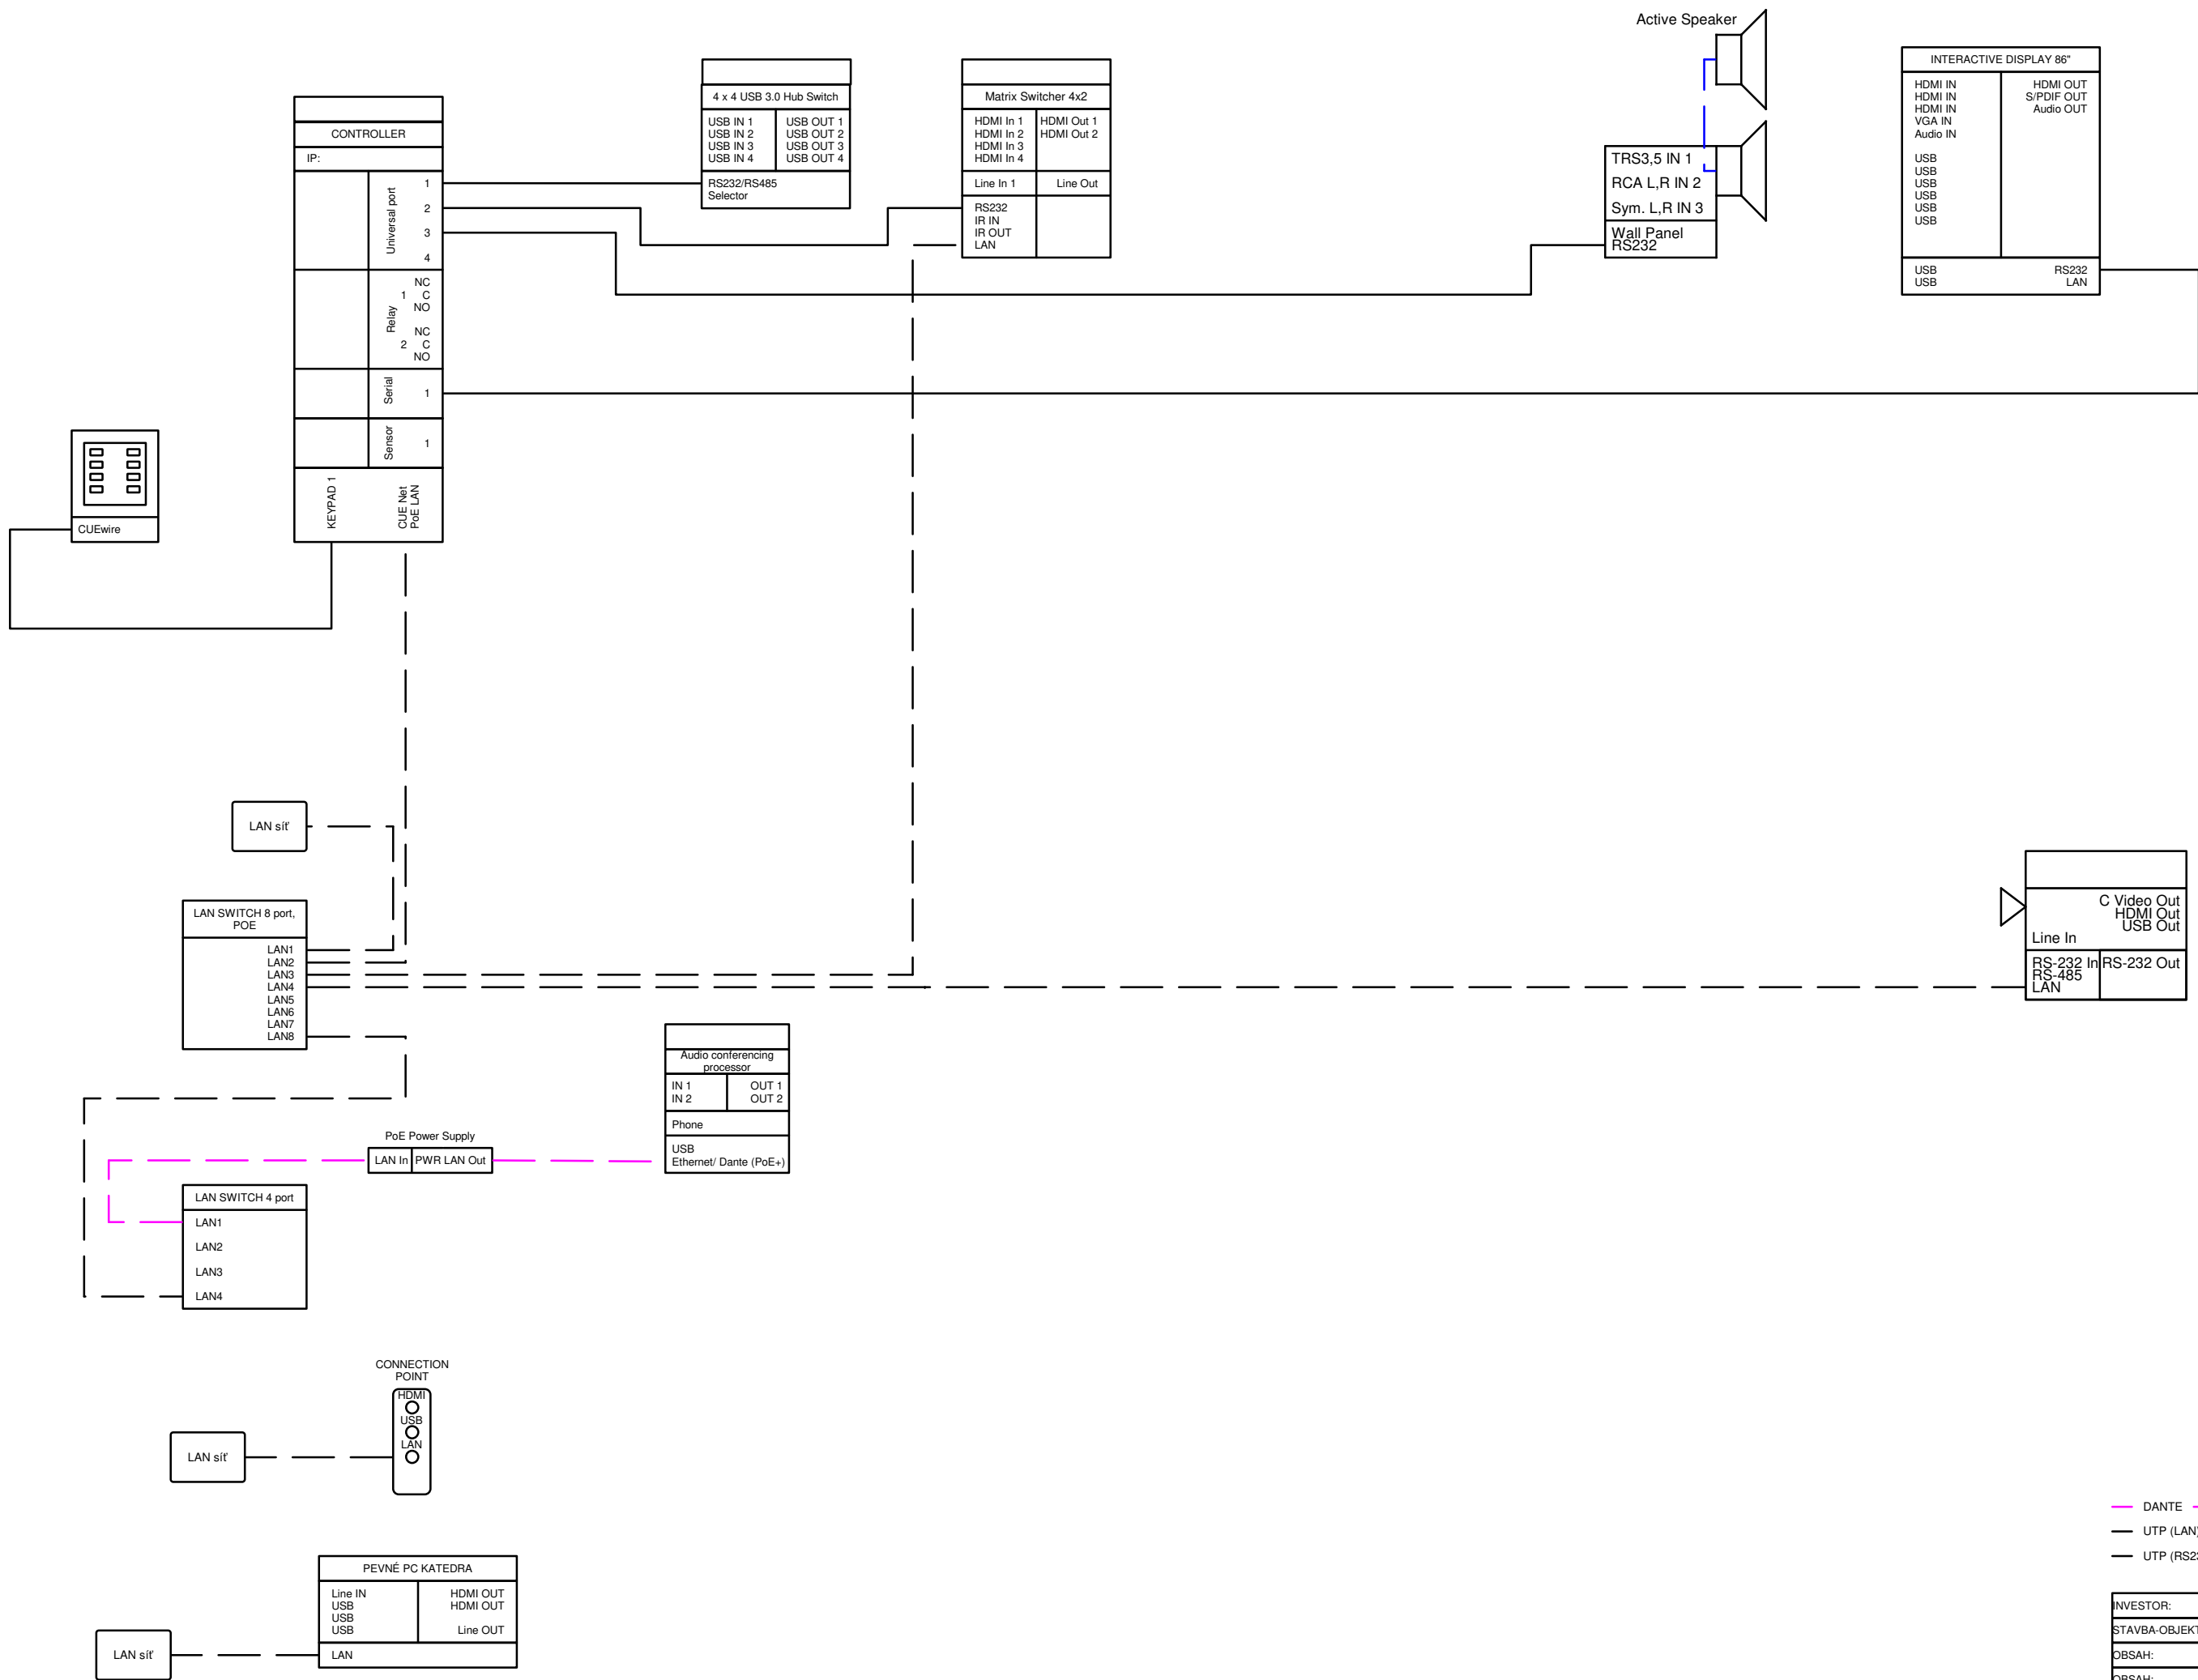 Active Speaker
INTERACTIVE DISPLAY 86"
HDMI IN
HDMI IN
HDMI IN
VGA IN
Audio IN
USB
USB
USB
USB
USB
USB
HDMI OUT
S/PDIF OUT
Audio OUT
USB
USB
RS232
LAN
4 x 4 USB 3.0 Hub Switch
USB IN 1
USB IN 2
USB IN 3
USB IN 4
USB OUT 1
USB OUT 2
USB OUT 3
USB OUT 4
RS232/RS485
Selector
Matrix Switcher 4x2
HDMI In 1
HDMI In 2
HDMI In 3
HDMI In 4
HDMI Out 1
HDMI Out 2
Line In 1
Line Out
RS232
IR IN
IR OUT
LAN
TRS3,5 IN 1
RCA L,R IN 2
Sym. L,R IN 3
Wall Panel
RS232
CONTROLLER
IP:
Universal port
1
2
3
4
Relay
1
NC
C
NO
2
NC
C
NO
Serial
1
Sensor
1
KEYPAD 1
CUE Net
PoE LAN
CUEwire
LAN síť
LAN SWITCH 8 port,
POE
LAN1
LAN2
LAN3
LAN4
LAN5
LAN6
LAN7
LAN8
C Video Out
HDMI Out
USB Out
Line In
RS-232 In
RS-485
LAN
RS-232 Out
Audio conferencing
processor
IN 1
IN 2
OUT 1
OUT 2
Phone
USB
Ethernet/ Dante (PoE+)
PoE Power Supply
LAN In
PWR LAN Out
LAN SWITCH 4 port
LAN1
LAN2
LAN3
LAN4
CONNECTION
POINT
HDMI
USB
LAN
LAN síť
PEVNÉ PC KATEDRA
Line IN
USB
USB
USB
HDMI OUT
HDMI OUT
Line OUT
LAN
LAN síť
DANTE
UTP (LAN)
UTP (RS23
INVESTOR:
STAVBA-OBJEKT
OBSAH:
OBSAH: